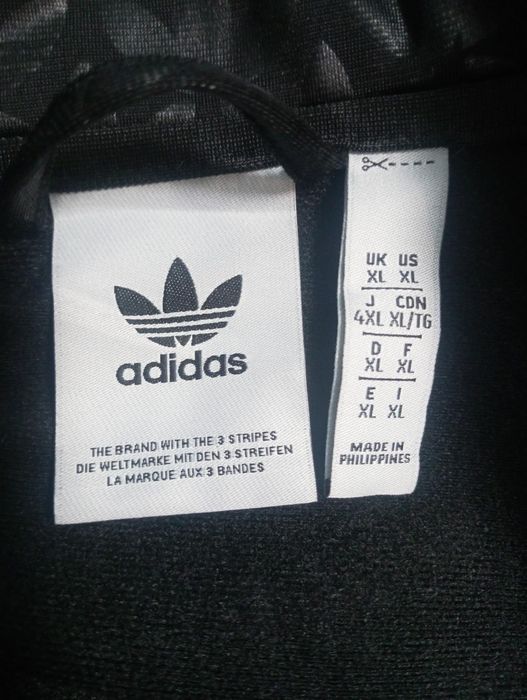 adidas
THE BRAND WITH THE 3 STRIPES
DIE WELTMARKE MIT DEN 3 STREIFEN
LA MARQUE AUX 3 BANDES
UK US
XL XL
J CDN
4XL XL/TG
D F
XL XL
E I
XL XL
MADE IN
PHILIPPINES